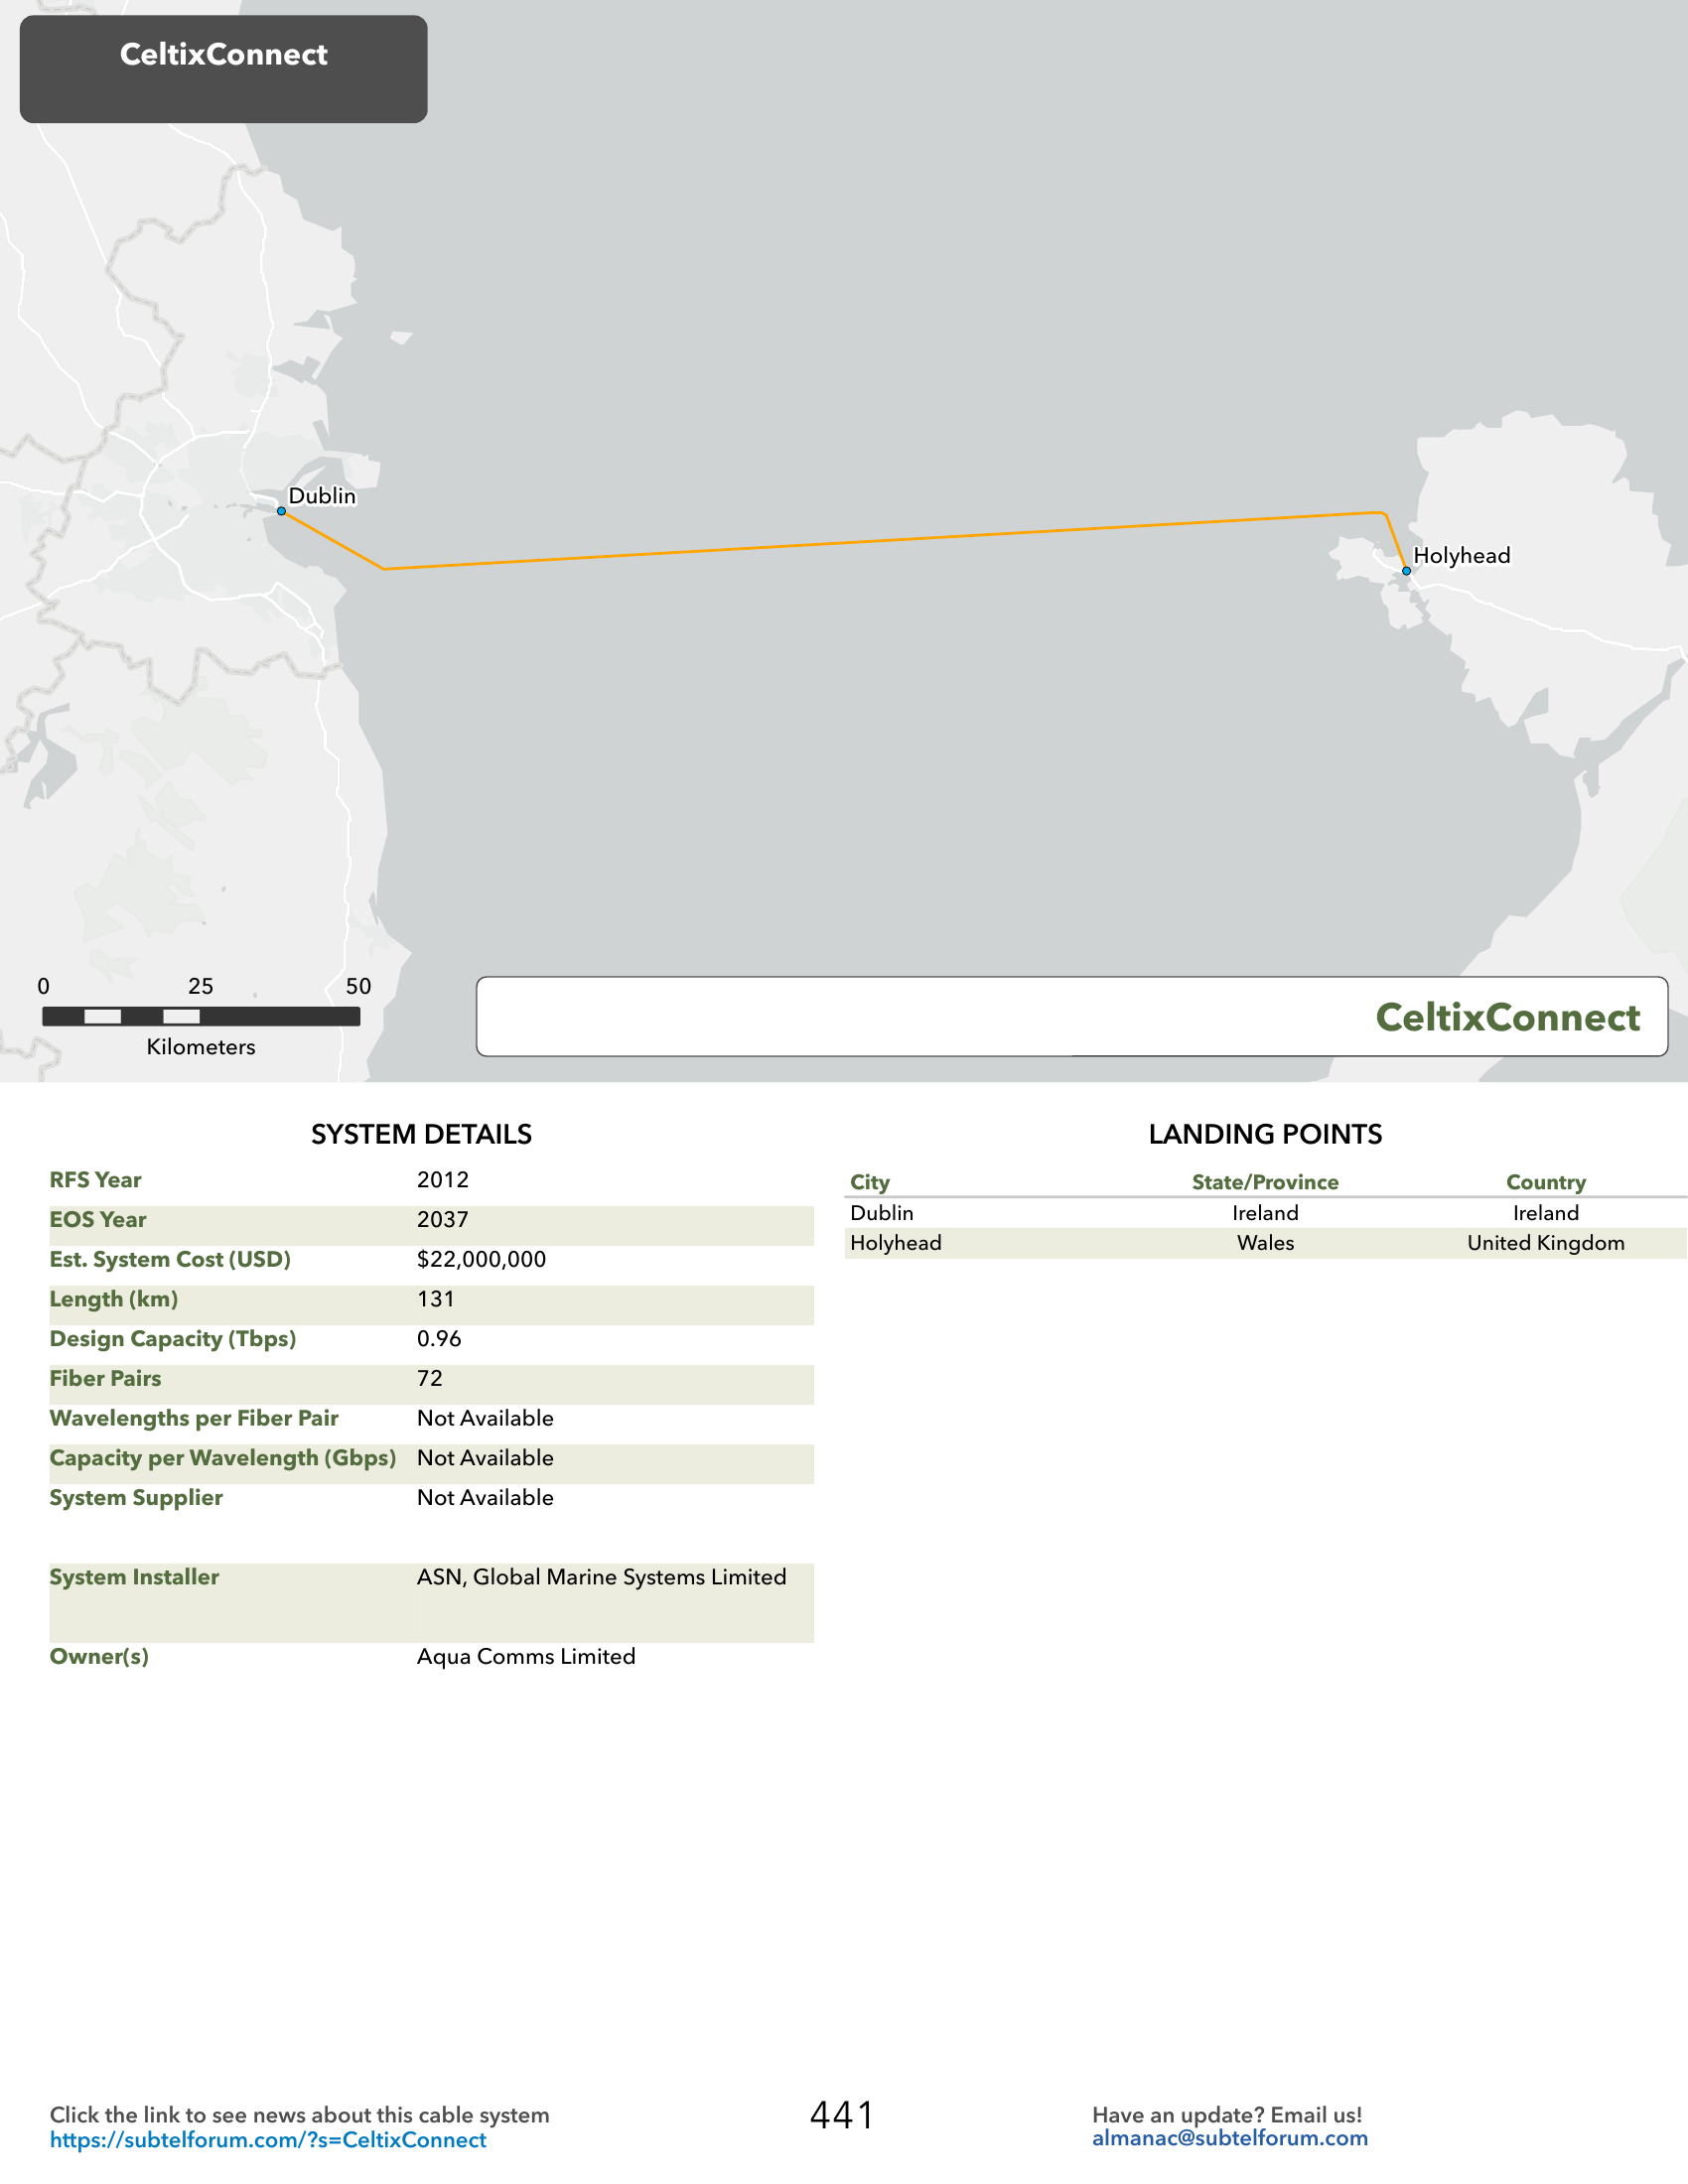 CeltixConnect
Dublin
Holyhead
0 25 50
Kilometers
CeltixConnect
SYSTEM DETAILS
RFS Year 2012
EOS Year 2037
Est. System Cost (USD) $22,000,000
Length (km) 131
Design Capacity (Tbps) 0.96
Fiber Pairs 72
Wavelengths per Fiber Pair Not Available
Capacity per Wavelength (Gbps) Not Available
System Supplier Not Available
System Installer ASN, Global Marine Systems Limited
Owner(s) Aqua Comms Limited
LANDING POINTS
City State/Province Country
Dublin Ireland Ireland
Holyhead Wales United Kingdom
Click the link to see news about this cable system
https://subtelforum.com/?s=CeltixConnect
441
Have an update? Email us!
almanac@subtelforum.com